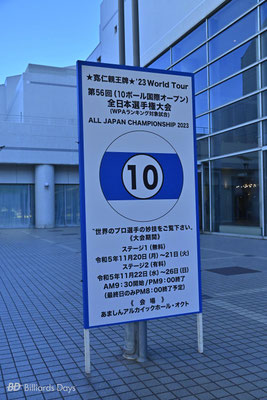 ★寛仁親王牌★'23 World Tour
第56回(10ボール国際オープン)
全日本選手権大会
(WPAランキング対象試合)
ALL JAPAN CHAMPIONSHIP 2023
10
~世界のプロ選手の妙技をご覧下さい。
《大会期間》
ステージ1(無料)
令和5年11月20日(月)~21日(火)
ステージ2(有料)
令和5年11月22日(水)~26日(日)
AM9:30開始/PM9:00終了
(最終日のみPM8:00終了予定)
《会 場》
あましんアルカイックホール・オクト
BD Billiards Days